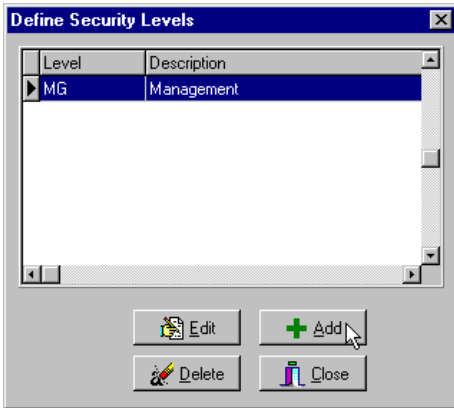 Define Security Levels
Level Description
MG Management
Edit Add
Delete Close